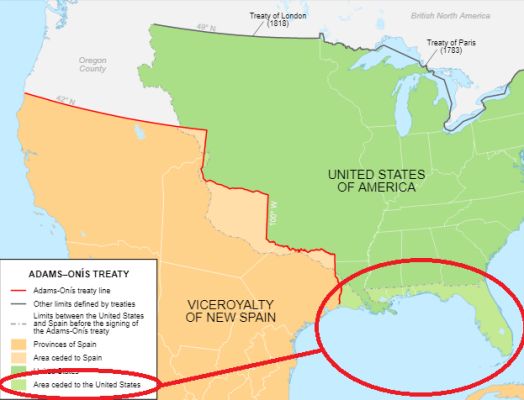 Treaty of London
(1818)
British North America
49° N
Treaty of Paris
(1783)
Oregon
County
42° N
UNITED STATES
OF AMERICA
100° W
VICEROYALTY
OF NEW SPAIN
ADAMS–ONÍS TREATY
Adams-Onís treaty line
Other limits defined by treaties
Limits between the United States
and Spain before the signing of
the Adams-Onís treaty
Provinces of Spain
Area ceded to Spain
United States
Area ceded to the United States